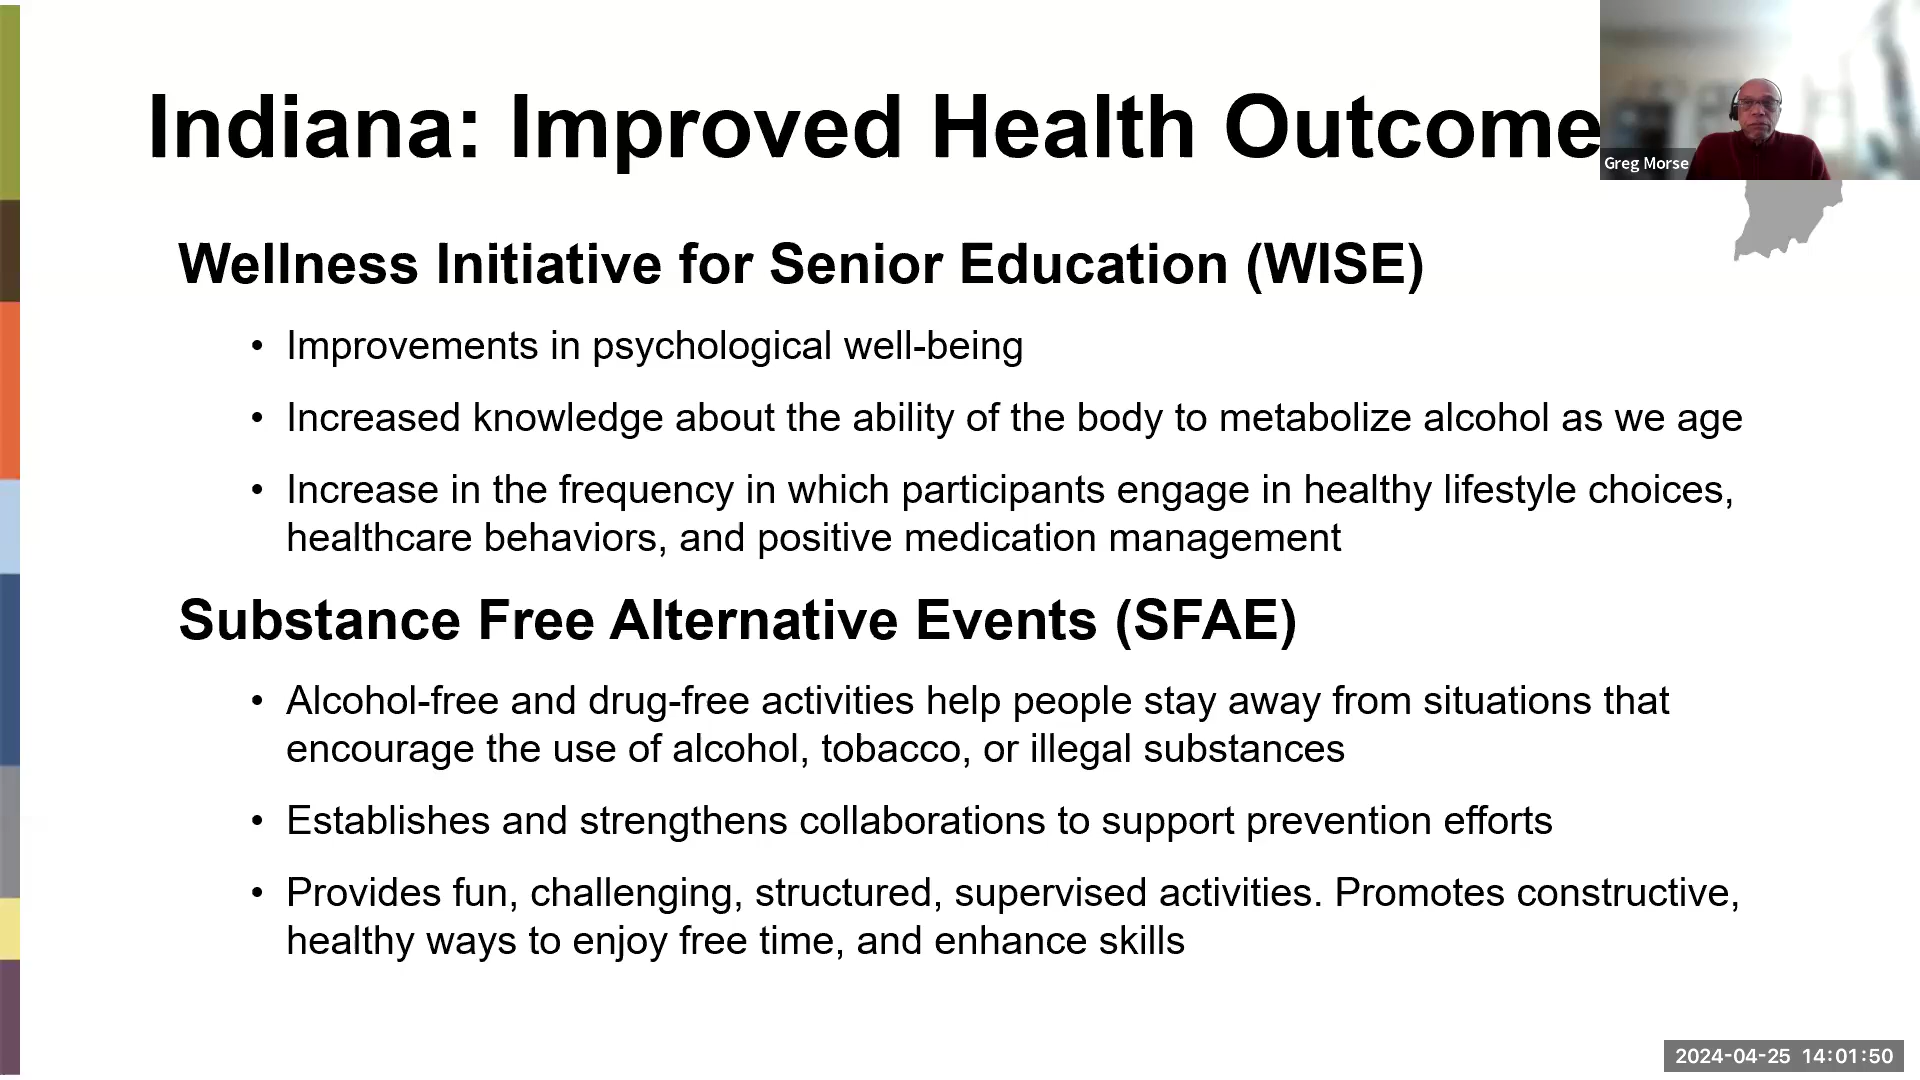 Indiana: Improved Health Outcome
Greg Morse
Wellness Initiative for Senior Education (WISE)
• Improvements in psychological well-being
• Increased knowledge about the ability of the body to metabolize alcohol as we age
• Increase in the frequency in which participants engage in healthy lifestyle choices,
healthcare behaviors, and positive medication management
Substance Free Alternative Events (SFAE)
• Alcohol-free and drug-free activities help people stay away from situations that
encourage the use of alcohol, tobacco, or illegal substances
• Establishes and strengthens collaborations to support prevention efforts
• Provides fun, challenging, structured, supervised activities. Promotes constructive,
healthy ways to enjoy free time, and enhance skills
2024-04-25 14:01:50